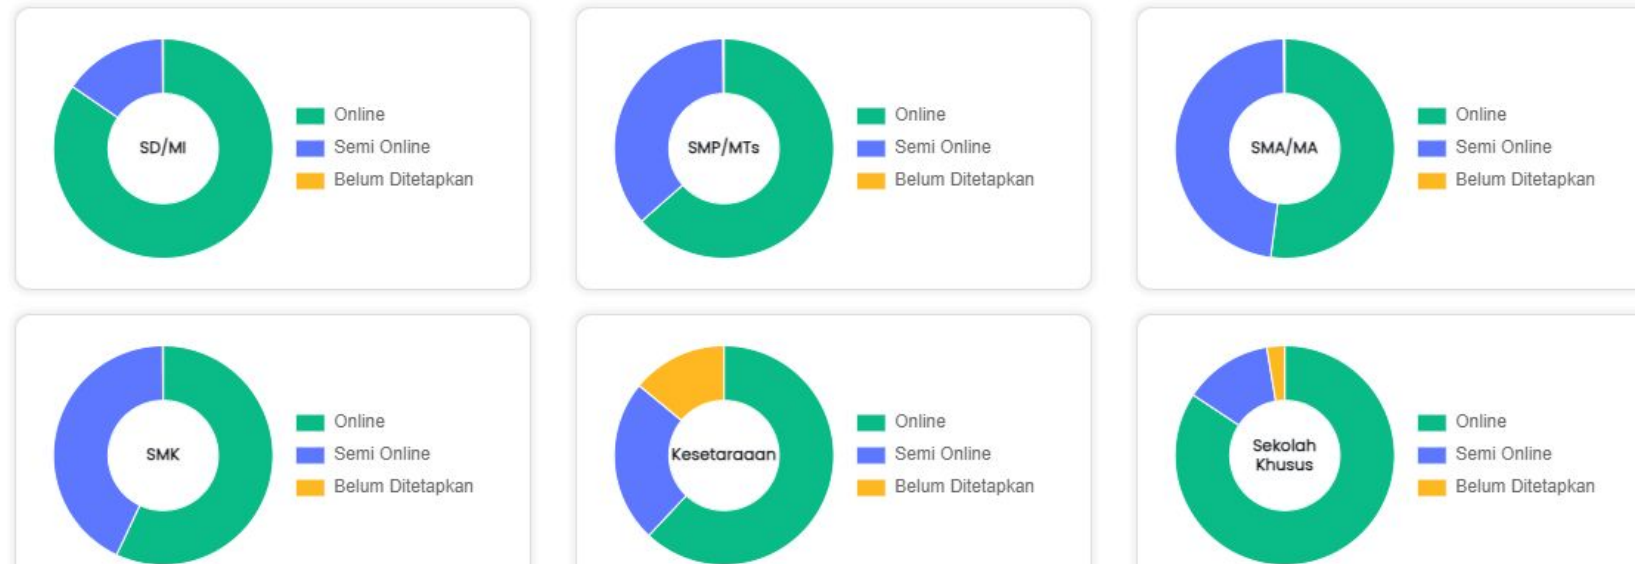 SD/MI
Online
Semi Online
Belum Ditetapkan
SMP/MTs
Online
Semi Online
Belum Ditetapkan
SMA/MA
Online
Semi Online
Belum Ditetapkan
SMK
Online
Semi Online
Belum Ditetapkan
Kesetaraaan
Online
Semi Online
Belum Ditetapkan
Sekolah
Khusus
Online
Semi Online
Belum Ditetapkan